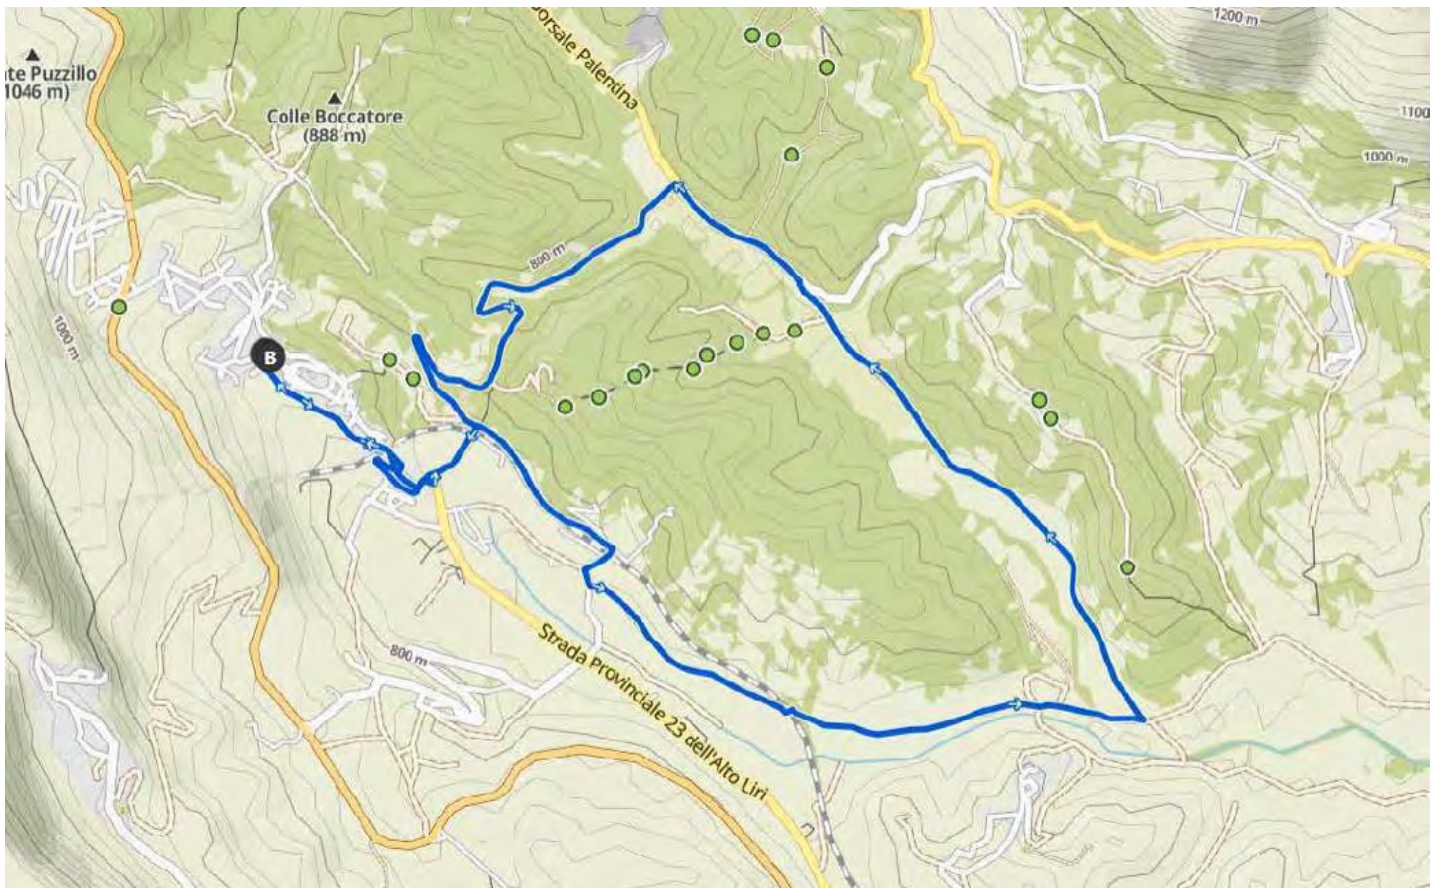 1200 m
te Puzzillo
1046 m)
Colle Boccatore
(888 m)
orsale Palentina
1100
1000 m
800 m
1000 m
B
800 m
Strada Provinciale 23 dell'Alto Liri